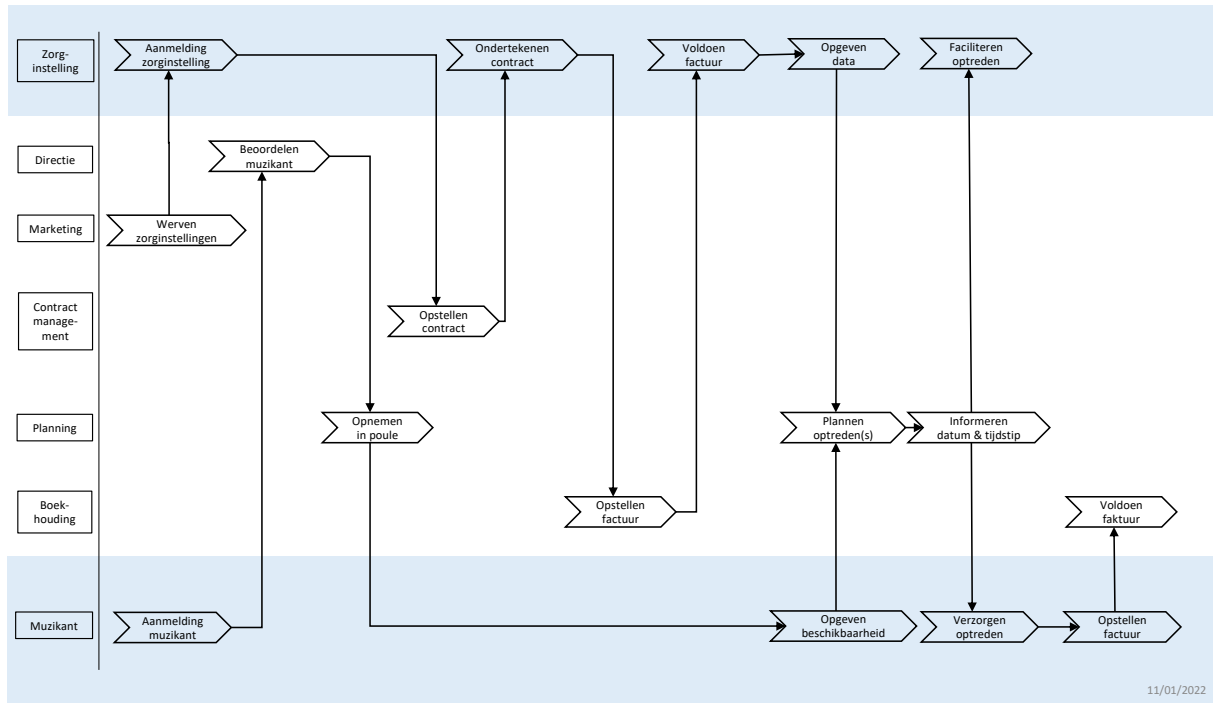 Zorg-
instelling
Aanmelding
zorginstelling
Ondertekenen
contract
Voldoen
factuur
Opgeven
data
Faciliteren
optreden
Directie
Beoordelen
muzikant
Marketing
Werven
zorginstellingen
Contract
manage-
ment
Opstellen
contract
Planning
Opnemen
in poule
Plannen
optreden(s)
Informeren
datum & tijdstip
Boek-
houding
Opstellen
factuur
Voldoen
faktuur
Muzikant
Aanmelding
muzikant
Opgeven
beschikbaarheid
Verzorgen
optreden
Opstellen
factuur
11/01/2022